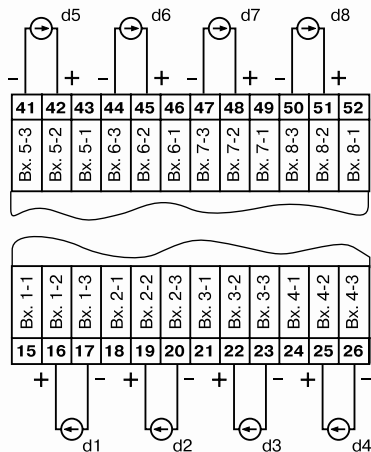 d5 d6 d7 d8
– + – + – + – +
41 42 43 44 45 46 47 48 49 50 51 52
Вх. 5-3 Вх. 5-2 Вх. 5-1 Вх. 6-3 Вх. 6-2 Вх. 6-1 Вх. 7-3 Вх. 7-2 Вх. 7-1 Вх. 8-3 Вх. 8-2 Вх. 8-1
Вх. 1-1 Вх. 1-2 Вх. 1-3 Вх. 2-1 Вх. 2-2 Вх. 2-3 Вх. 3-1 Вх. 3-2 Вх. 3-3 Вх. 4-1 Вх. 4-2 Вх. 4-3
15 16 17 18 19 20 21 22 23 24 25 26
+ – + – + – + –
d1 d2 d3 d4